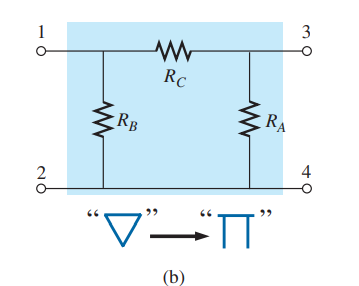 1 3
R_C
R_B R_A
2 4
“ ” “ ”
(b)